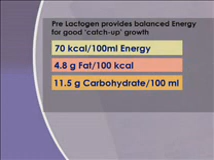 Pre Lactogen provides balanced Energy
for good 'catch-up' growth
70 kcal/100ml Energy
4.8 g Fat/100 kcal
11.5 g Carbohydrate/100 ml